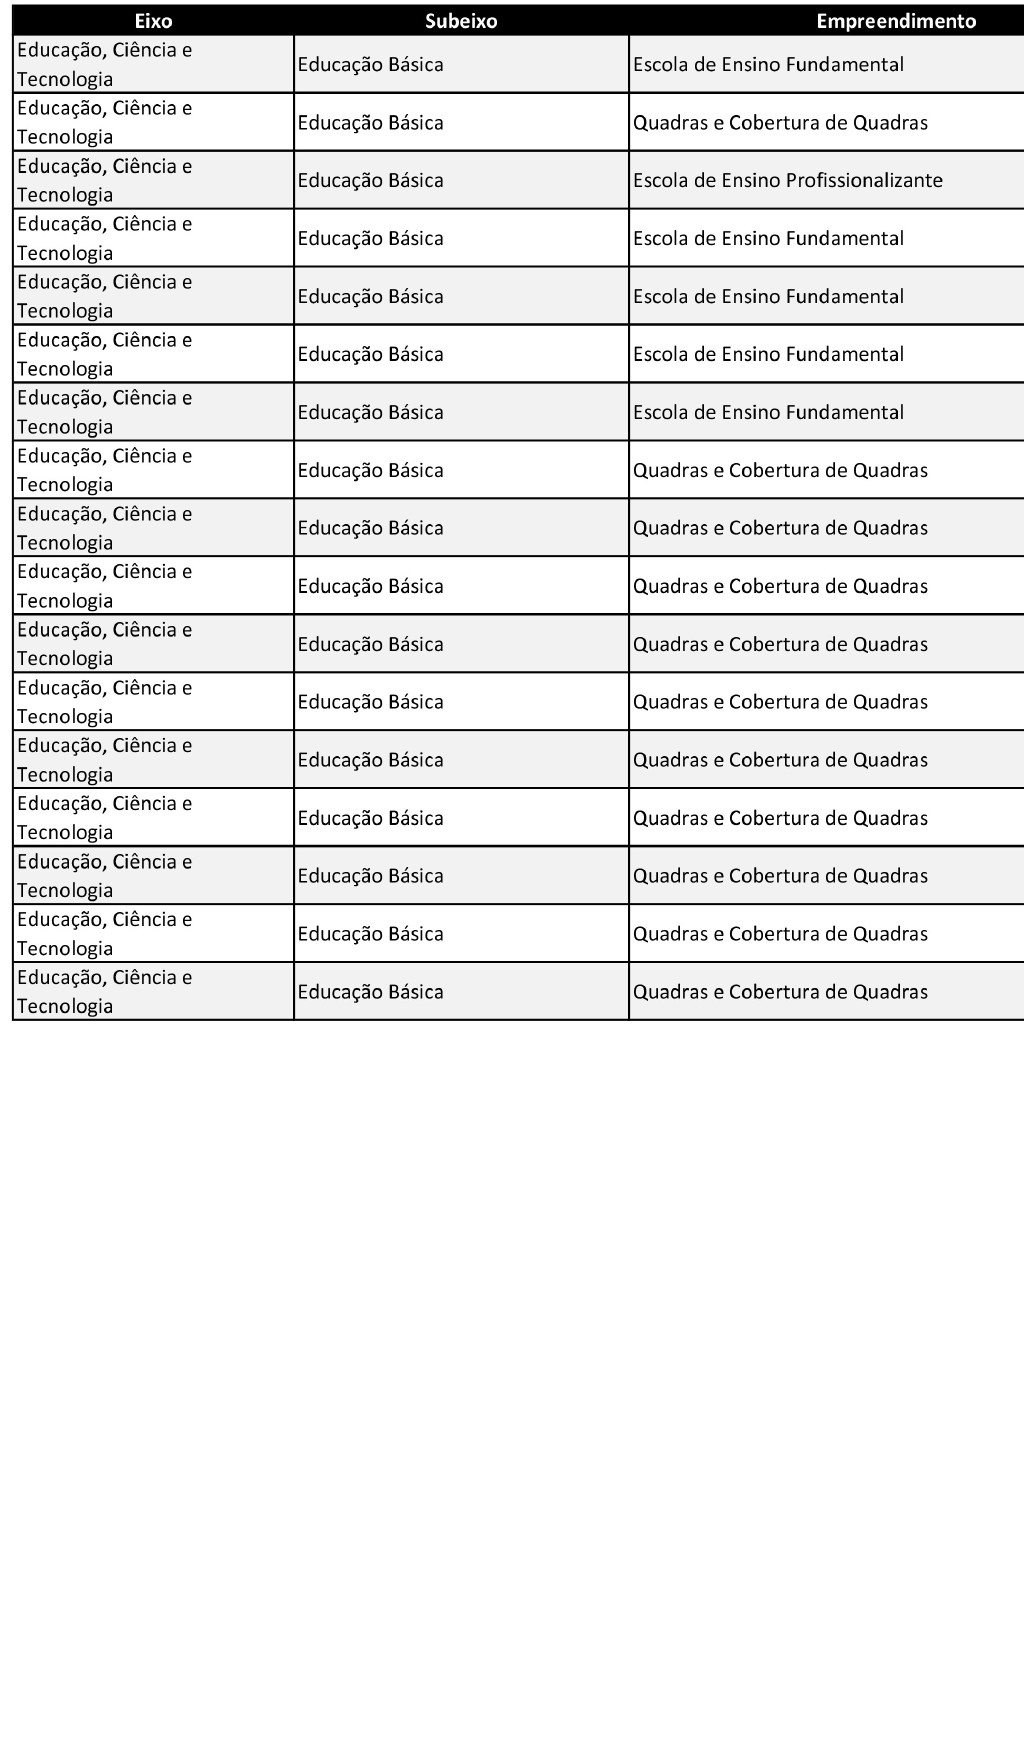 Eixo Subeixo Empreendimento
Educação, Ciência e
Tecnologia
Educação Básica
Escola de Ensino Fundamental
Educação, Ciência e
Tecnologia
Educação Básica
Quadras e Cobertura de Quadras
Educação, Ciência e
Tecnologia
Educação Básica
Escola de Ensino Profissionalizante
Educação, Ciência e
Tecnologia
Educação Básica
Escola de Ensino Fundamental
Educação, Ciência e
Tecnologia
Educação Básica
Escola de Ensino Fundamental
Educação, Ciência e
Tecnologia
Educação Básica
Escola de Ensino Fundamental
Educação, Ciência e
Tecnologia
Educação Básica
Escola de Ensino Fundamental
Educação, Ciência e
Tecnologia
Educação Básica
Quadras e Cobertura de Quadras
Educação, Ciência e
Tecnologia
Educação Básica
Quadras e Cobertura de Quadras
Educação, Ciência e
Tecnologia
Educação Básica
Quadras e Cobertura de Quadras
Educação, Ciência e
Tecnologia
Educação Básica
Quadras e Cobertura de Quadras
Educação, Ciência e
Tecnologia
Educação Básica
Quadras e Cobertura de Quadras
Educação, Ciência e
Tecnologia
Educação Básica
Quadras e Cobertura de Quadras
Educação, Ciência e
Tecnologia
Educação Básica
Quadras e Cobertura de Quadras
Educação, Ciência e
Tecnologia
Educação Básica
Quadras e Cobertura de Quadras
Educação, Ciência e
Tecnologia
Educação Básica
Quadras e Cobertura de Quadras
Educação, Ciência e
Tecnologia
Educação Básica
Quadras e Cobertura de Quadras